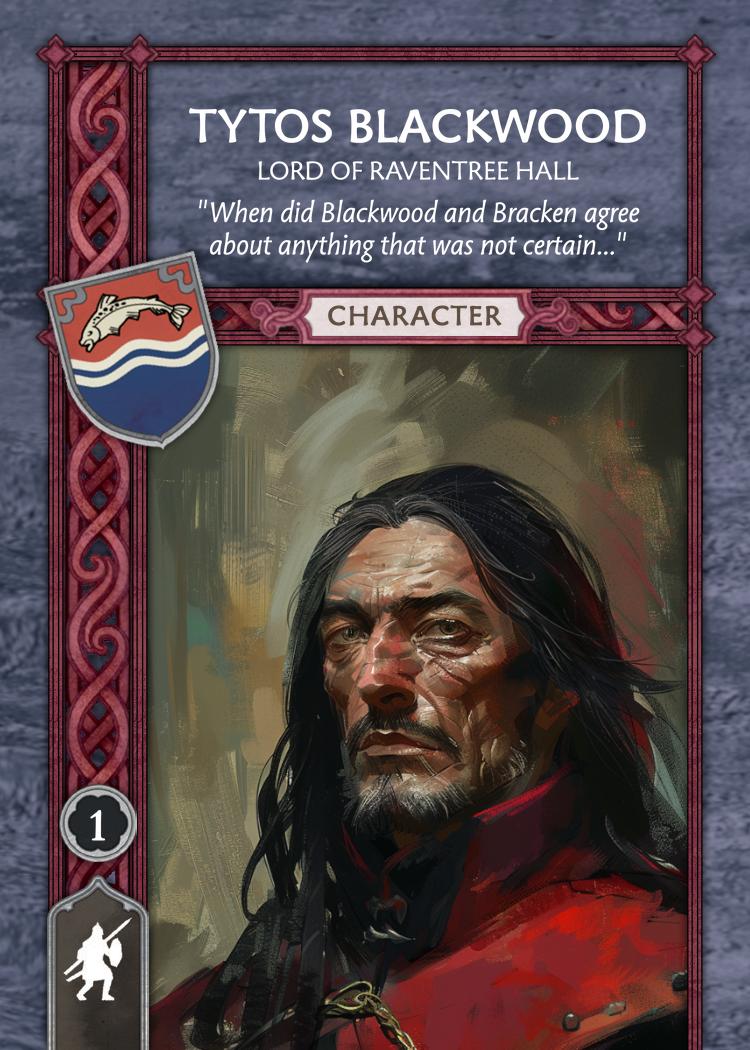 TYTOS BLACKWOOD
LORD OF RAVENTREE HALL
"When did Blackwood and Bracken agree
about anything that was not certain..."
CHARACTER
1